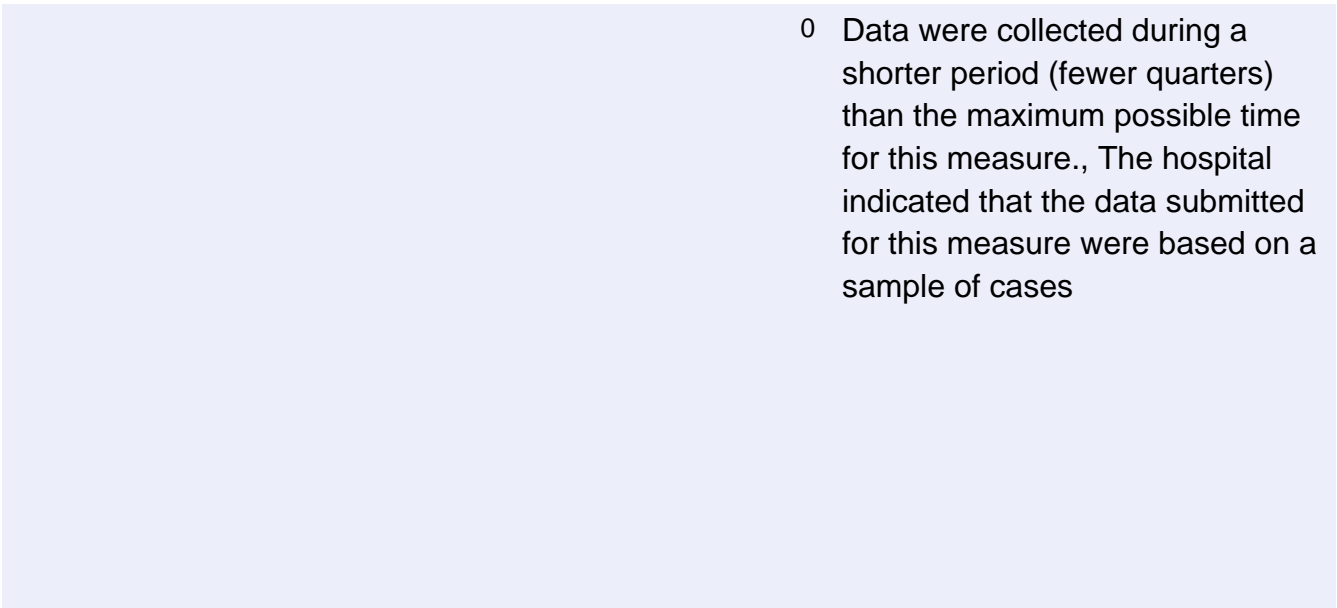 0 Data were collected during a
shorter period (fewer quarters)
than the maximum possible time
for this measure., The hospital
indicated that the data submitted
for this measure were based on a
sample of cases